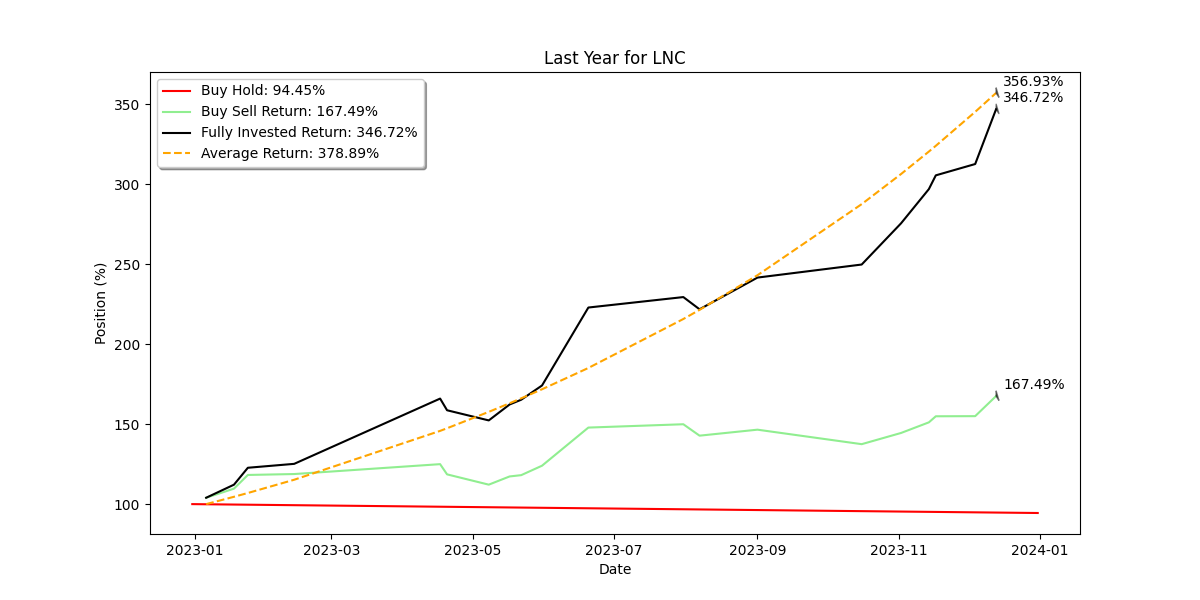 Last Year for LNC
Buy Hold: 94.45%
Buy Sell Return: 167.49%
Fully Invested Return: 346.72%
Average Return: 378.89%
356.93%
346.72%
167.49%
350
300
250
200
150
100
Position (%)
2023-01 2023-03 2023-05 2023-07 2023-09 2023-11 2024-01
Date